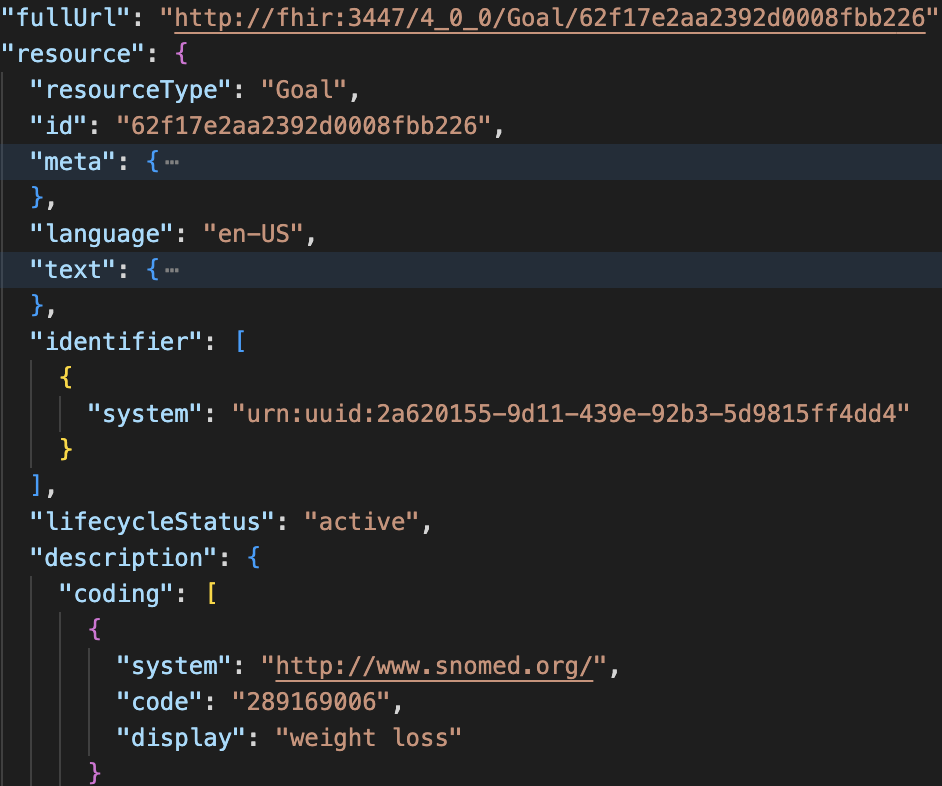 "fullUrl": "http://fhir:3447/4_0_0/Goal/62f17e2aa2392d0008fbb226"
"resource": {
"resourceType": "Goal",
"id": "62f17e2aa2392d0008fbb226",
"meta": {⋯
},
"language": "en-US",
"text": {⋯
},
"identifier": [
{
"system": "urn:uuid:2a620155-9d11-439e-92b3-5d9815ff4dd4"
}
],
"lifecycleStatus": "active",
"description": {
"coding": [
{
"system": "http://www.snomed.org/",
"code": "289169006",
"display": "weight loss"
}